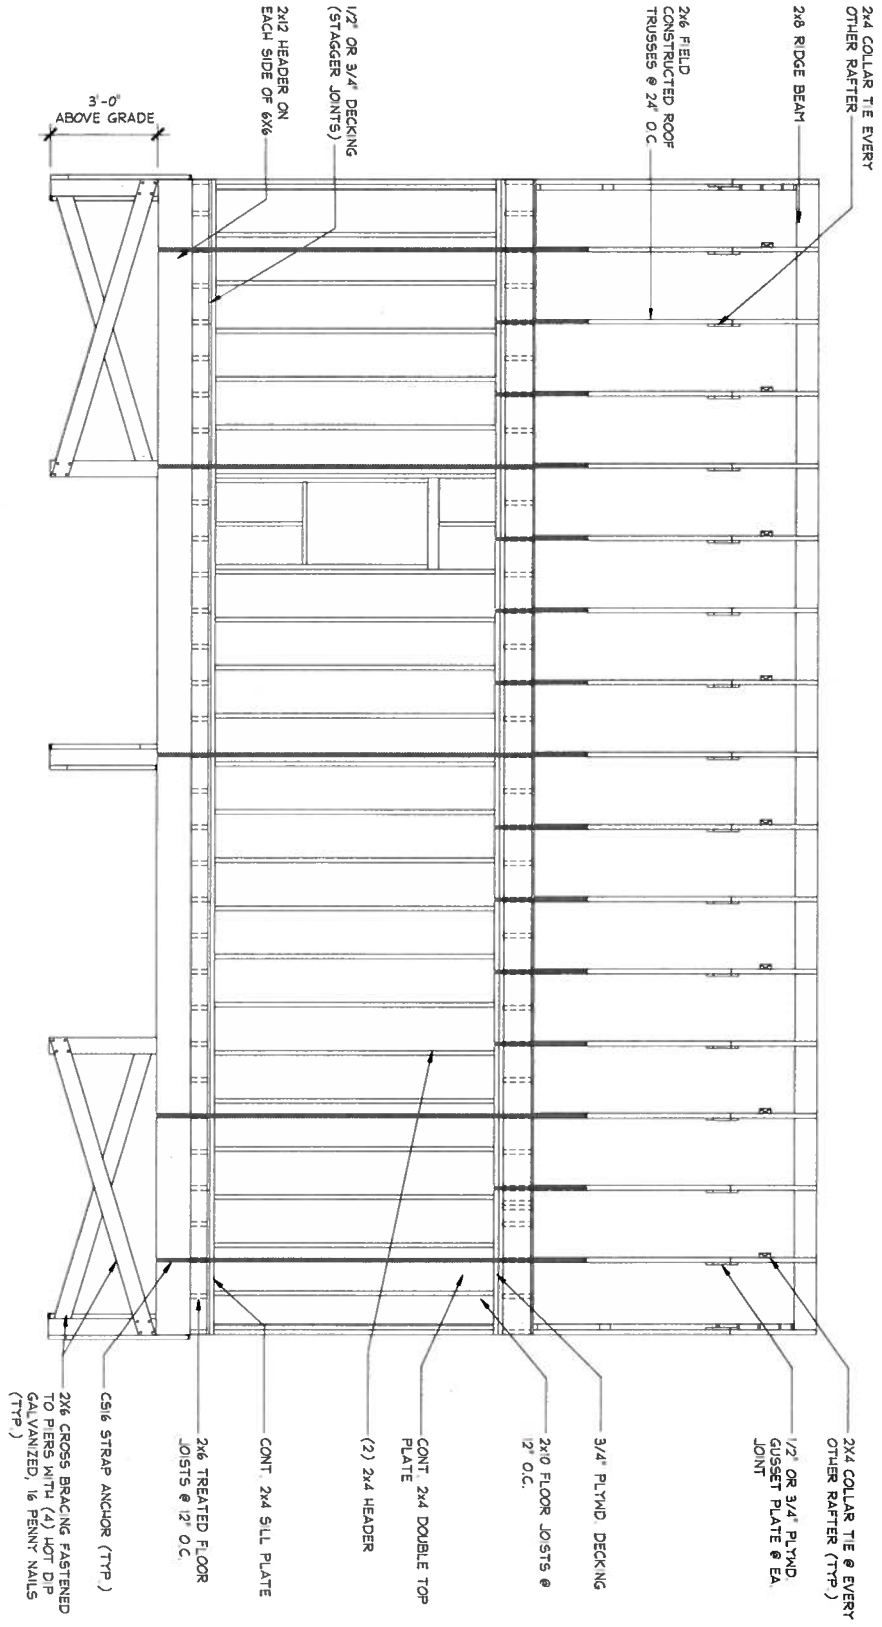 2x4 COLLAR TIE EVERY
OTHER RAFTER
2x8 RIDGE BEAM
2x6 FIELD
CONSTRUCTED ROOF
TRUSSES @ 24" O.C.
1/2" OR 3/4" DECKING
(STAGGER JOINTS)
2x12 HEADER ON
EACH SIDE OF 6X6
3'-0"
ABOVE GRADE
2X4 COLLAR TIE @ EVERY
OTHER RAFTER (TYP.)
1/2" OR 3/4" PLYWD.
GUSSET PLATE @ EA.
JOINT
3/4" PLYWD. DECKING
2x10 FLOOR JOISTS @
12" O.C.
CONT. 2x4 DOUBLE TOP
PLATE
(2) 2x4 HEADER
CONT. 2x4 SILL PLATE
2x6 TREATED FLOOR
JOISTS @ 12" O.C.
CS16 STRAP ANCHOR (TYP.)
2X6 CROSS BRACING FASTENED
TO PIERS WITH (4) HOT DIP
GALVANIZED, 16 PENNY NAILS
(TYP.)